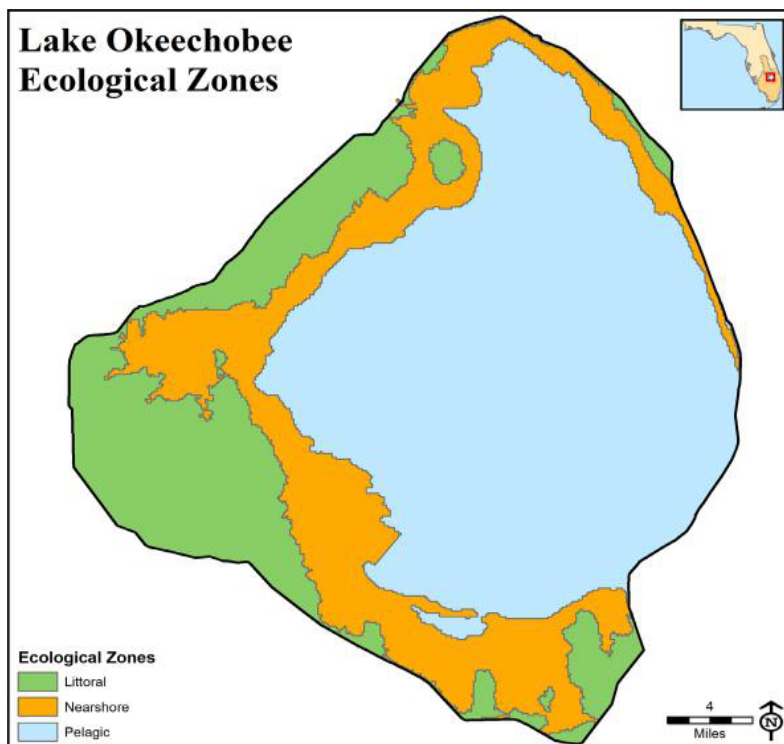 Lake Okeechobee
Ecological Zones
Ecological Zones
Littoral
Nearshore
Pelagic
4
Miles
N